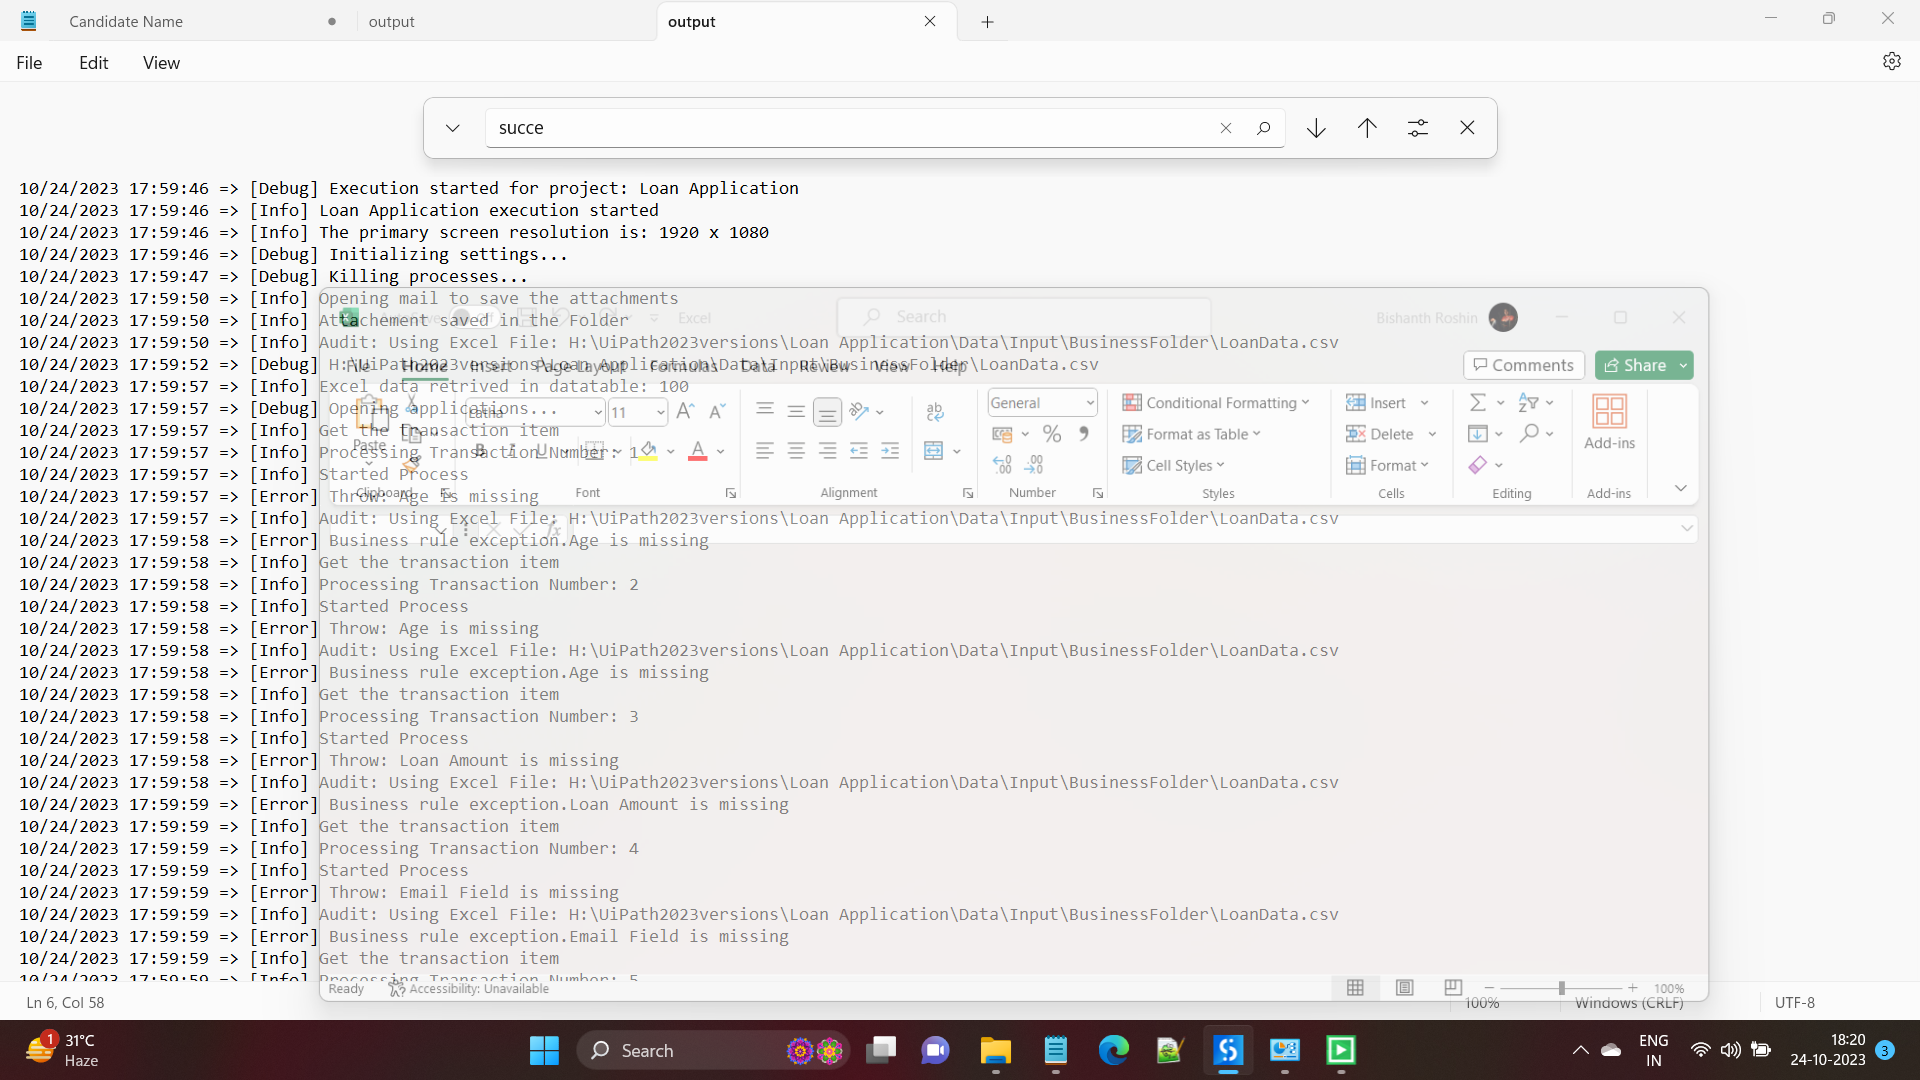 Candidate Name
output
output
File Edit View
succe
10/24/2023 17:59:46 => [Debug] Execution started for project: Loan Application
10/24/2023 17:59:46 => [Info] Loan Application execution started
10/24/2023 17:59:46 => [Info] The primary screen resolution is: 1920 x 1080
10/24/2023 17:59:46 => [Debug] Initializing settings...
10/24/2023 17:59:47 => [Debug] Killing processes...
10/24/2023 17:59:50 => [Info] Opening mail to save the attachments
10/24/2023 17:59:50 => [Info] Attachement saved in the Folder
10/24/2023 17:59:50 => [Info] Audit: Using Excel File: H:\UiPath2023versions\Loan Application\Data\Input\BusinessFolder\LoanData.csv
10/24/2023 17:59:52 => [Debug] H:\UiPath2023versions\Loan Application\Data\Input\BusinessFolder\LoanData.csv
10/24/2023 17:59:57 => [Info] Excel data retrived in datatable: 100
10/24/2023 17:59:57 => [Debug] Opening applications...
10/24/2023 17:59:57 => [Info] Get the transaction item
10/24/2023 17:59:57 => [Info] Processing Transaction Number: 1
10/24/2023 17:59:57 => [Info] Started Process
10/24/2023 17:59:57 => [Error] Throw: Age is missing
10/24/2023 17:59:57 => [Info] Audit: Using Excel File: H:\UiPath2023versions\Loan Application\Data\Input\BusinessFolder\LoanData.csv
10/24/2023 17:59:58 => [Error] Business rule exception.Age is missing
10/24/2023 17:59:58 => [Info] Get the transaction item
10/24/2023 17:59:58 => [Info] Processing Transaction Number: 2
10/24/2023 17:59:58 => [Info] Started Process
10/24/2023 17:59:58 => [Error] Throw: Age is missing
10/24/2023 17:59:58 => [Info] Audit: Using Excel File: H:\UiPath2023versions\Loan Application\Data\Input\BusinessFolder\LoanData.csv
10/24/2023 17:59:58 => [Error] Business rule exception.Age is missing
10/24/2023 17:59:58 => [Info] Get the transaction item
10/24/2023 17:59:58 => [Info] Processing Transaction Number: 3
10/24/2023 17:59:58 => [Info] Started Process
10/24/2023 17:59:58 => [Error] Throw: Loan Amount is missing
10/24/2023 17:59:58 => [Info] Audit: Using Excel File: H:\UiPath2023versions\Loan Application\Data\Input\BusinessFolder\LoanData.csv
10/24/2023 17:59:59 => [Error] Business rule exception.Loan Amount is missing
10/24/2023 17:59:59 => [Info] Get the transaction item
10/24/2023 17:59:59 => [Info] Processing Transaction Number: 4
10/24/2023 17:59:59 => [Info] Started Process
10/24/2023 17:59:59 => [Error] Throw: Email Field is missing
10/24/2023 17:59:59 => [Info] Audit: Using Excel File: H:\UiPath2023versions\Loan Application\Data\Input\BusinessFolder\LoanData.csv
10/24/2023 17:59:59 => [Error] Business rule exception.Email Field is missing
10/24/2023 17:59:59 => [Info] Get the transaction item
10/24/2023 17:59:59 => [Info] Processing Transaction Number: 5
AutoSave Off Excel Search Bishanth Roshin
File Home Insert Page Layout Formulas Data Review View Help Comments Share
Paste
Latha 11
B I U
Clipboard Font Alignment
General
Number
Conditional Formatting
Format as Table
Cell Styles
Styles
Insert
Delete
Format
Cells
Editing
Add-ins
Add-ins
fx
Ready Accessibility: Unavailable 100%
Ln 6, Col 58 100% Windows (CRLF) UTF-8
1
31°C
Haze
Search
ENG
IN
18:20
24-10-2023
3